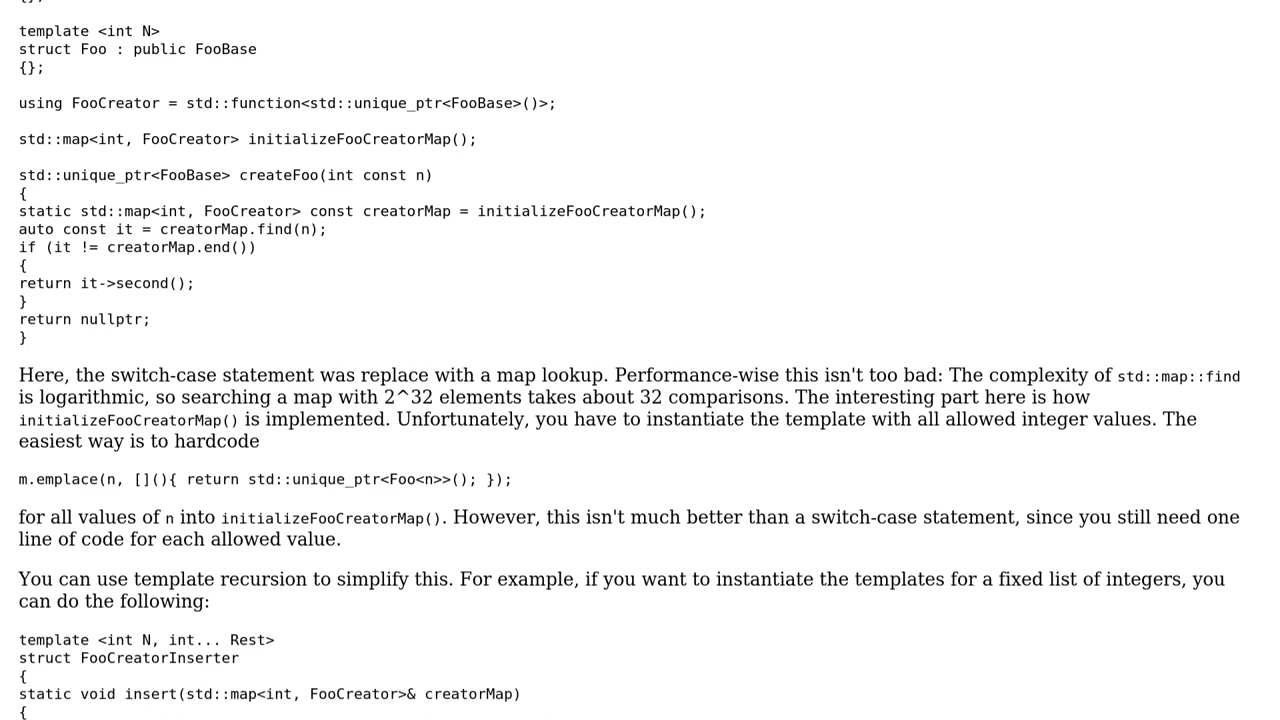 {};
template <int N>
struct Foo : public FooBase
{};
using FooCreator = std::function<std::unique_ptr<FooBase>()>;
std::map<int, FooCreator> initializeFooCreatorMap();
std::unique_ptr<FooBase> createFoo(int const n)
{
static std::map<int, FooCreator> const creatorMap = initializeFooCreatorMap();
auto const it = creatorMap.find(n);
if (it != creatorMap.end())
{
return it->second();
}
return nullptr;
}
Here, the switch-case statement was replace with a map lookup. Performance-wise this isn't too bad: The complexity of std::map::find
is logarithmic, so searching a map with 2^32 elements takes about 32 comparisons. The interesting part here is how
initializeFooCreatorMap() is implemented. Unfortunately, you have to instantiate the template with all allowed integer values. The
easiest way is to hardcode
m.emplace(n, [](){ return std::unique_ptr<Foo<n>>(); });
for all values of n into initializeFooCreatorMap(). However, this isn't much better than a switch-case statement, since you still need one
line of code for each allowed value.
You can use template recursion to simplify this. For example, if you want to instantiate the templates for a fixed list of integers, you
can do the following:
template <int N, int... Rest>
struct FooCreatorInserter
{
static void insert(std::map<int, FooCreator>& creatorMap)
{